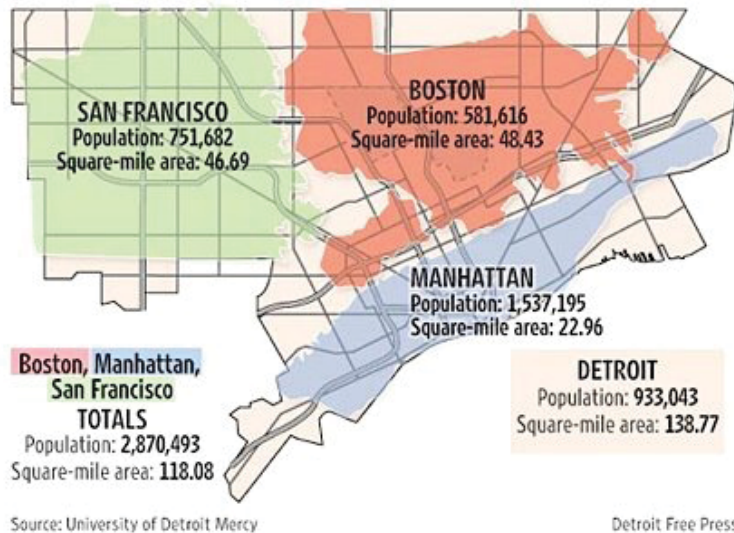 SAN FRANCISCO
Population: 751,682
Square-mile area: 46.69
BOSTON
Population: 581,616
Square-mile area: 48.43
MANHATTAN
Population: 1,537,195
Square-mile area: 22.96
Boston, Manhattan,
San Francisco
TOTALS
Population: 2,870,493
Square-mile area: 118.08
DETROIT
Population: 933,043
Square-mile area: 138.77
Source: University of Detroit Mercy
Detroit Free Press